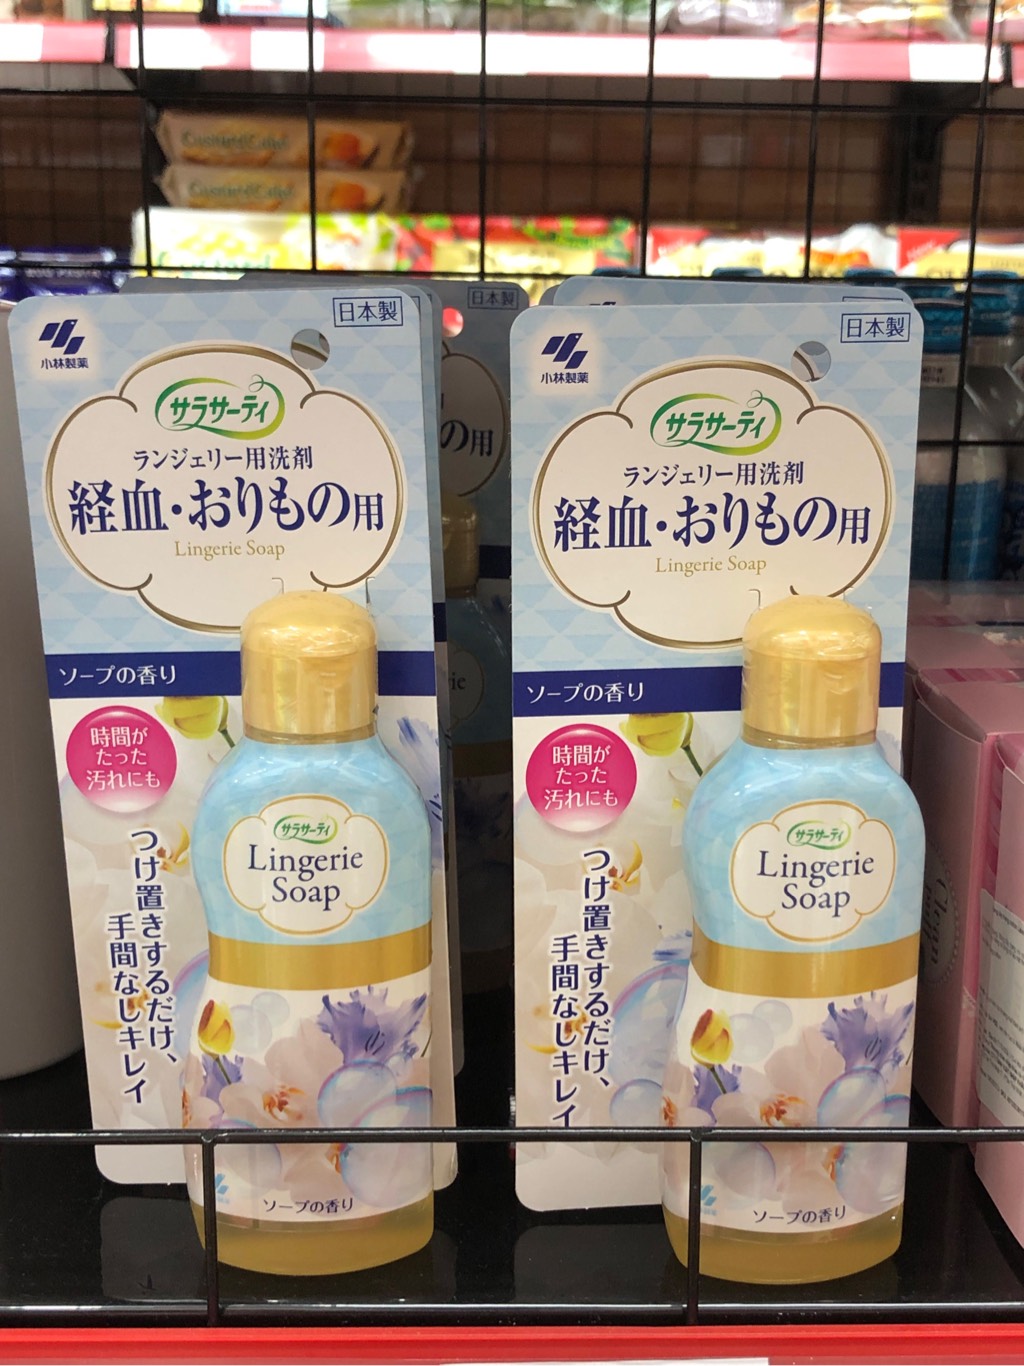 日本製
小林製薬
サラサーティ
ランジェリー用洗剤
経血・おりもの用
Lingerie Soap
ソープの香り
時間が
たった
汚れにも
つけ置きするだけ、
手間なしキレイ
サラサーティ
Lingerie
Soap
ソープの香り
日本製
の用
日本製
小林製薬
サラサーティ
ランジェリー用洗剤
経血・おりもの用
Lingerie Soap
ソープの香り
時間が
たった
汚れにも
つけ置きするだけ、
手間なしキレイ
サラサーティ
Lingerie
Soap
ソープの香り